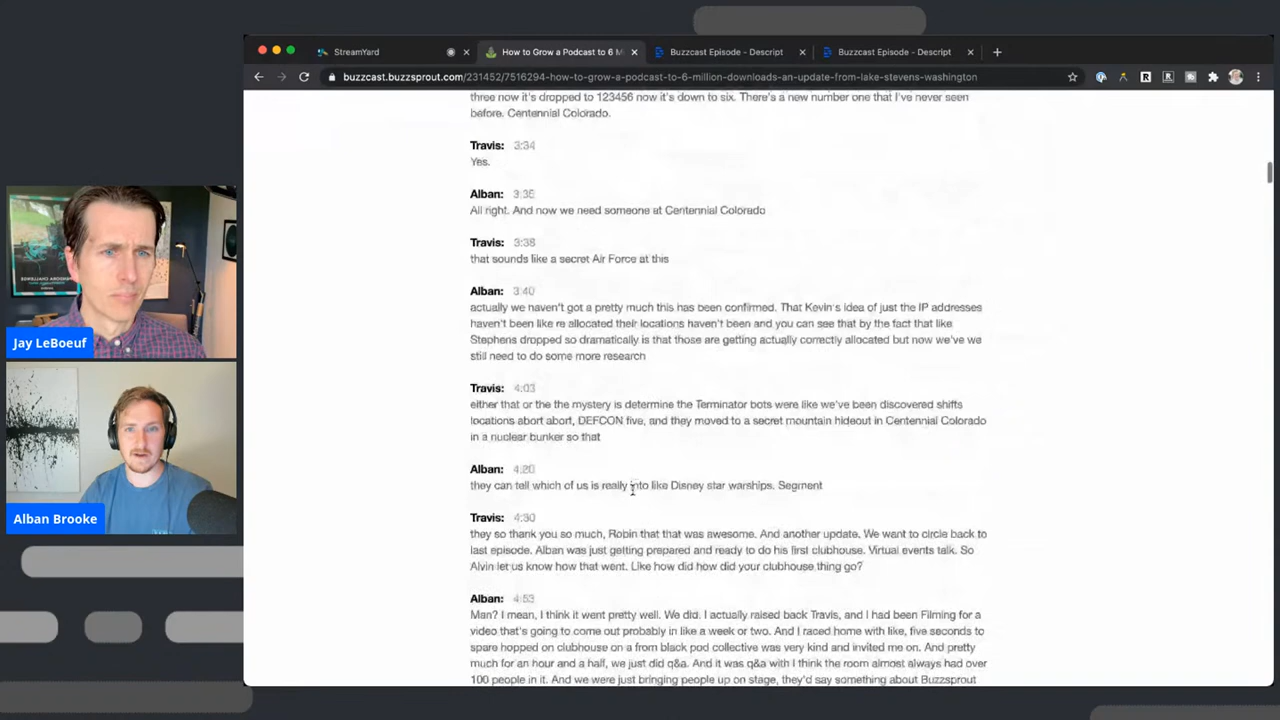 StreamYard
How to Grow a Podcast to 6 M
Buzzcast Episode - Descript
Buzzcast Episode - Descript
buzzcast.buzzsprout.com/231452/7516294-how-to-grow-a-podcast-to-6-million-downloads-an-update-from-lake-stevens-washington
three now it's dropped to 123456 now it's down to six. There's a new number one that I've never seen
before. Centennial Colorado.
Travis: 3:34
Yes.
Alban: 3:35
All right. And now we need someone at Centennial Colorado
Travis: 3:38
that sounds like a secret Air Force at this
Alban: 3:40
actually we haven't got a pretty much this has been confirmed. That Kevin's idea of just the IP addresses
haven't been like re allocated their locations haven't been and you can see that by the fact that like
Stephens dropped so dramatically is that those are getting actually correctly allocated but now we've we
still need to do some more research
Travis: 4:03
either that or the the mystery is determine the Terminator bots were like we've been discovered shifts
locations abort abort, DEFCON five, and they moved to a secret mountain hideout in Centennial Colorado
in a nuclear bunker so that
Alban: 4:20
they can tell which of us is really into like Disney star warships. Segment
Travis: 4:30
they so thank you so much, Robin that that was awesome. And another update. We want to circle back to
last episode. Alban was just getting prepared and ready to do his first clubhouse. Virtual events talk. So
Alvin let us know how that went. Like how did how did your clubhouse thing go?
Alban: 4:53
Man? I mean, I think it went pretty well. We did. I actually raised back Travis, and I had been Filming for a
video that's going to come out probably in like a week or two. And I raced home with like, five seconds to
spare hopped on clubhouse on a from black pod collective was very kind and invited me on. And pretty
much for an hour and a half, we just did q&a. And it was q&a with I think the room almost always had over
100 people in it. And we were just bringing people up on stage, they'd say something about Buzzsprout
Jay LeBoeuf
Alban Brooke